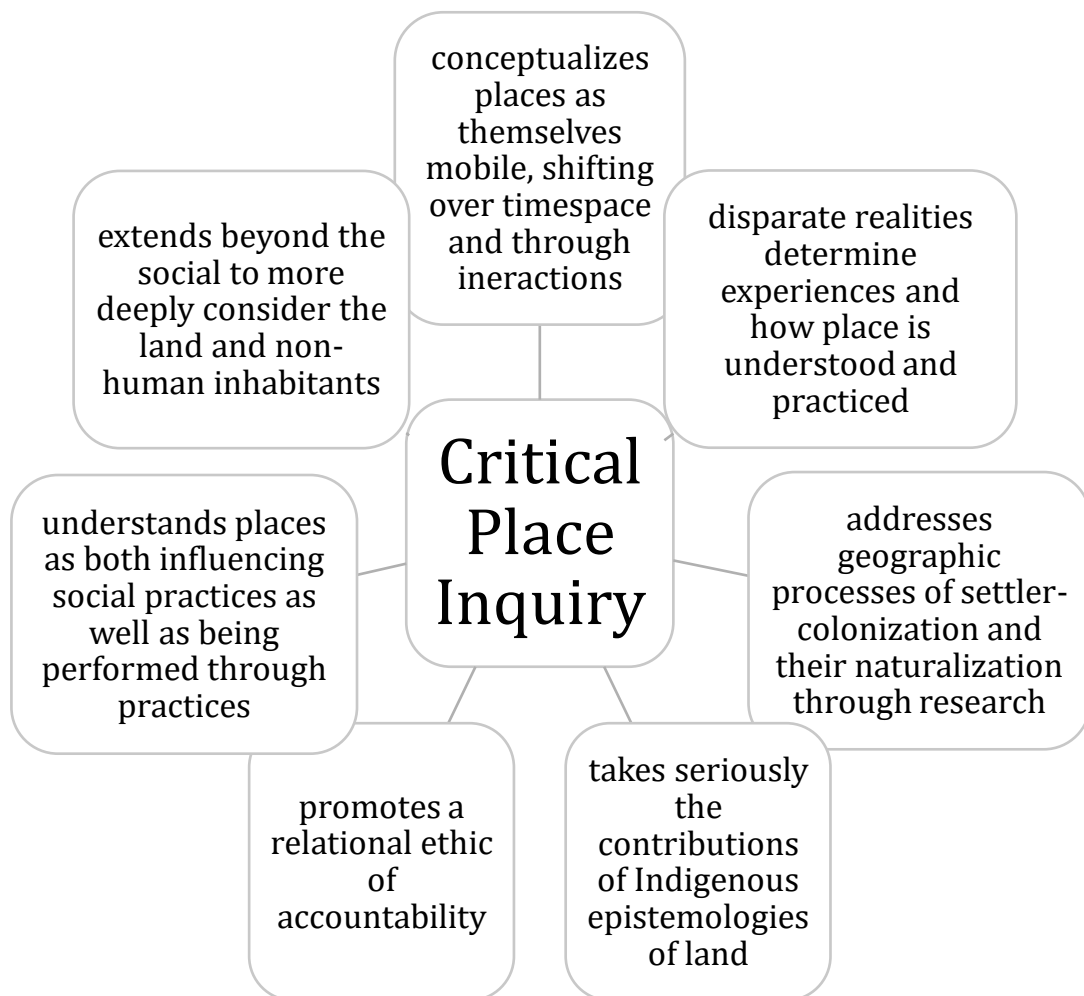 conceptualizes
places as
themselves
mobile, shifting
over timespace
and through
ineractions
disparate realities
determine
experiences and
how place is
understood and
practiced
addresses
geographic
processes of settler-
colonization and
their naturalization
through research
takes seriously
the
contributions
of Indigenous
epistemologies
of land
promotes a
relational ethic
of
accountability
understands places
as both influencing
social practices as
well as being
performed through
practices
extends beyond the
social to more
deeply consider the
land and non-
human inhabitants
Critical
Place
Inquiry